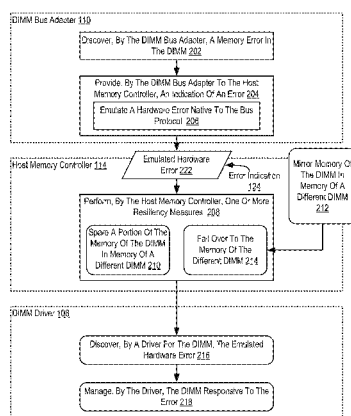 DIMM Bus Adapter 110
Discover, By The DIMM Bus Adapter, A Memory Error In
The DIMM 202
Provide, By The DIMM Bus Adapter To The Host
Memory Controller, An Indication Of An Error 204
Emulate A Hardware Error Native To The Bus
Protocol 206
Emulated Hardware
Error 222
Error Indication
124
Host Memory Controller 114
Mirror Memory Of
The DIMM In
Memory Of A
Different DIMM
212
Perform, By The Host Memory Controller, One Or More
Resiliency Measures 208
Spare A Portion Of The
Memory Of The DIMM
In Memory Of A
Different DIMM 210
Fail Over To The
Memory Of The
Different DIMM 214
DIMM Driver 108
Discover, By A Driver For The DIMM, The Emulated
Hardware Error 216
Manage, By The Driver, The DIMM Responsive To The
Error 218